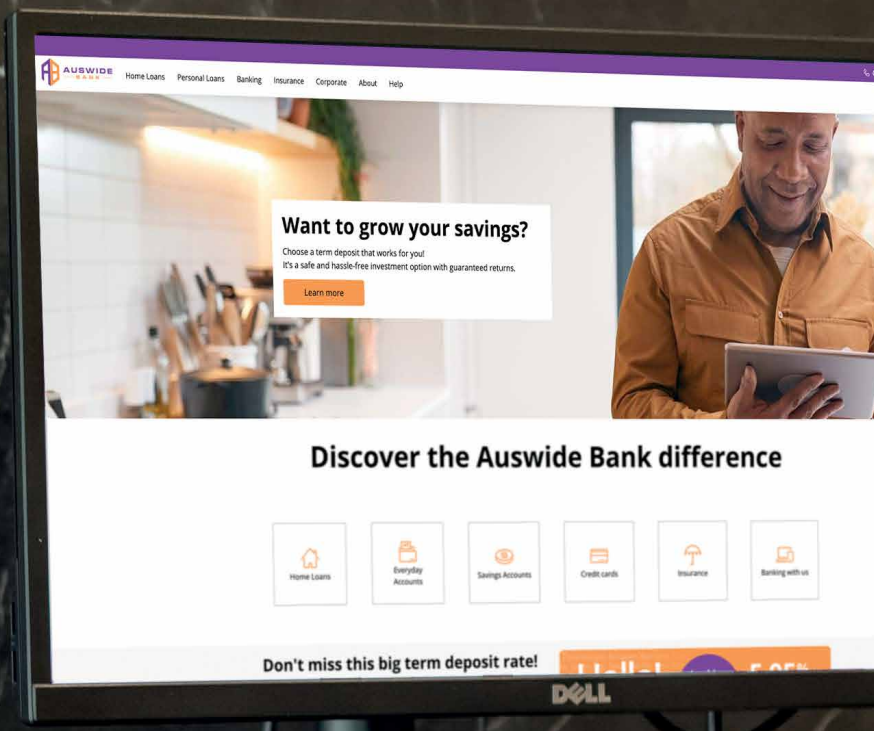 AUSWIDE
BANK
Home Loans
Personal Loans
Banking
Insurance
Corporate
About
Help
Want to grow your savings?
Choose a term deposit that works for you!
It's a safe and hassle-free investment option with guaranteed returns.
Learn more
Discover the Auswide Bank difference
Home Loans
Everyday
Accounts
Savings Accounts
Credit cards
Insurance
Banking with us
Don't miss this big term deposit rate!
Hello!
DELL